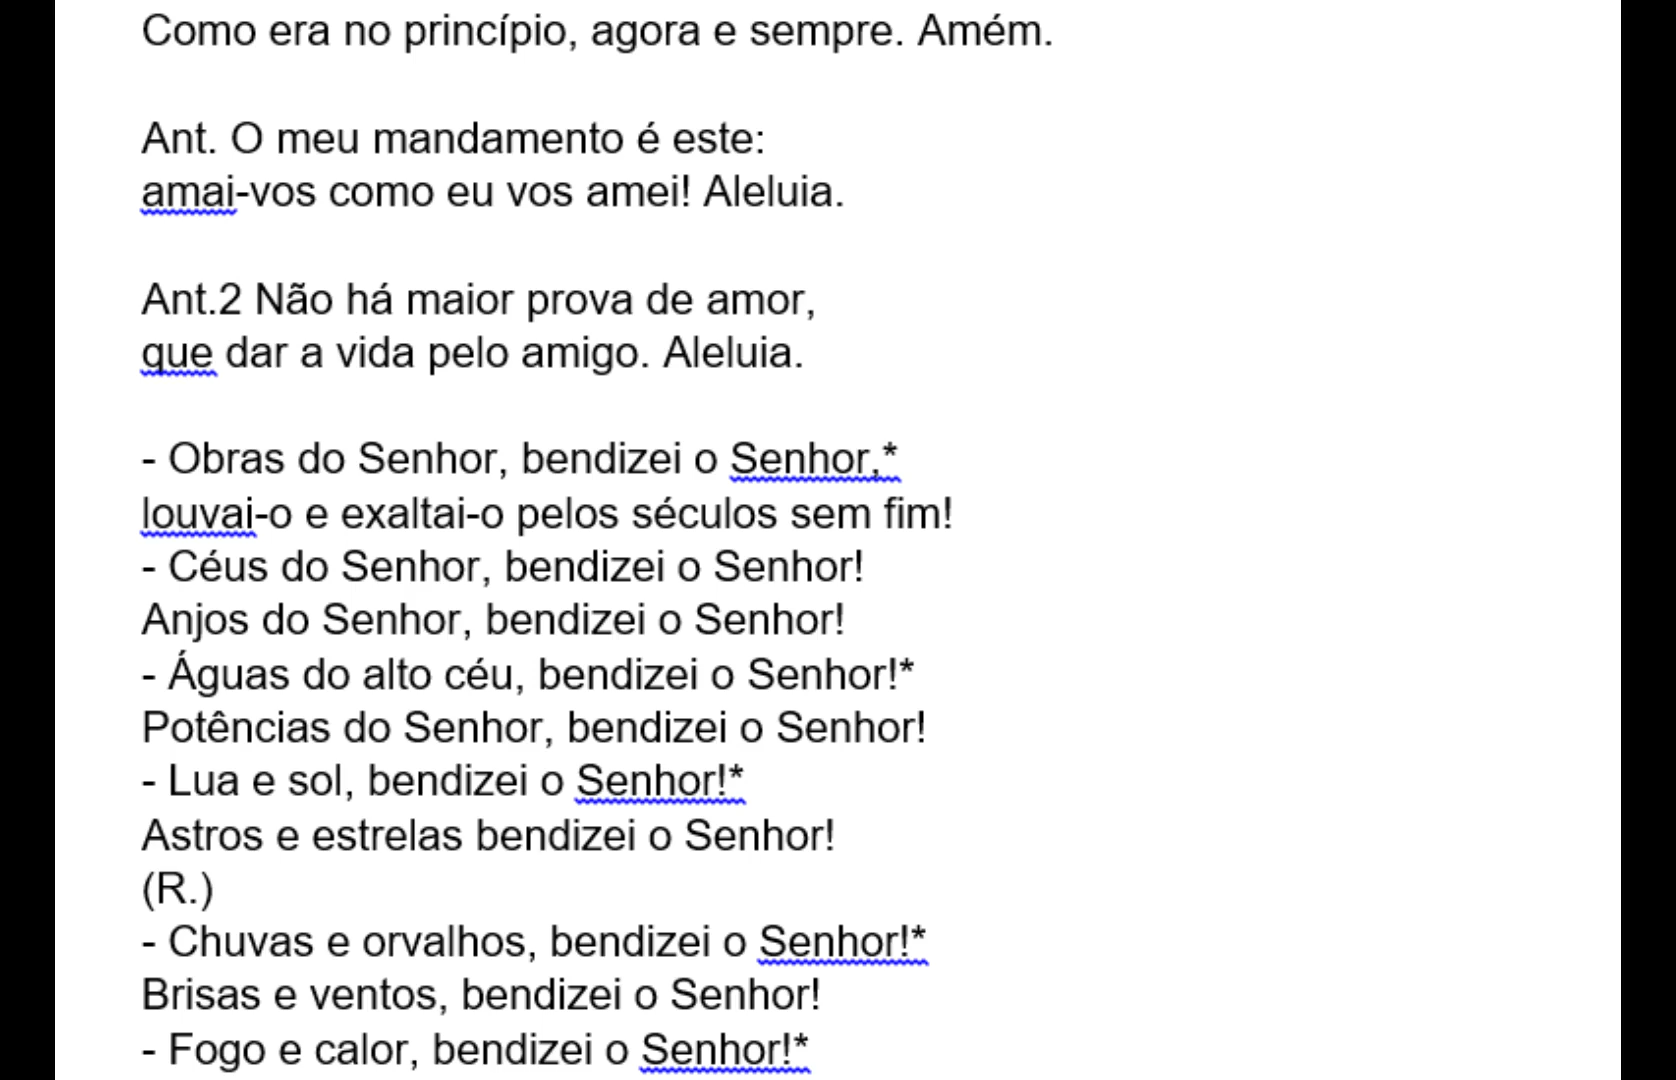 Como era no princípio, agora e sempre. Amém.
Ant. O meu mandamento é este:
amai-vos como eu vos amei! Aleluia.
Ant.2 Não há maior prova de amor,
que dar a vida pelo amigo. Aleluia.
- Obras do Senhor, bendizei o Senhor,*
louvai-o e exaltai-o pelos séculos sem fim!
- Céus do Senhor, bendizei o Senhor!
Anjos do Senhor, bendizei o Senhor!
- Águas do alto céu, bendizei o Senhor!*
Potências do Senhor, bendizei o Senhor!
- Lua e sol, bendizei o Senhor!*
Astros e estrelas bendizei o Senhor!
(R.)
- Chuvas e orvalhos, bendizei o Senhor!*
Brisas e ventos, bendizei o Senhor!
- Fogo e calor, bendizei o Senhor!*